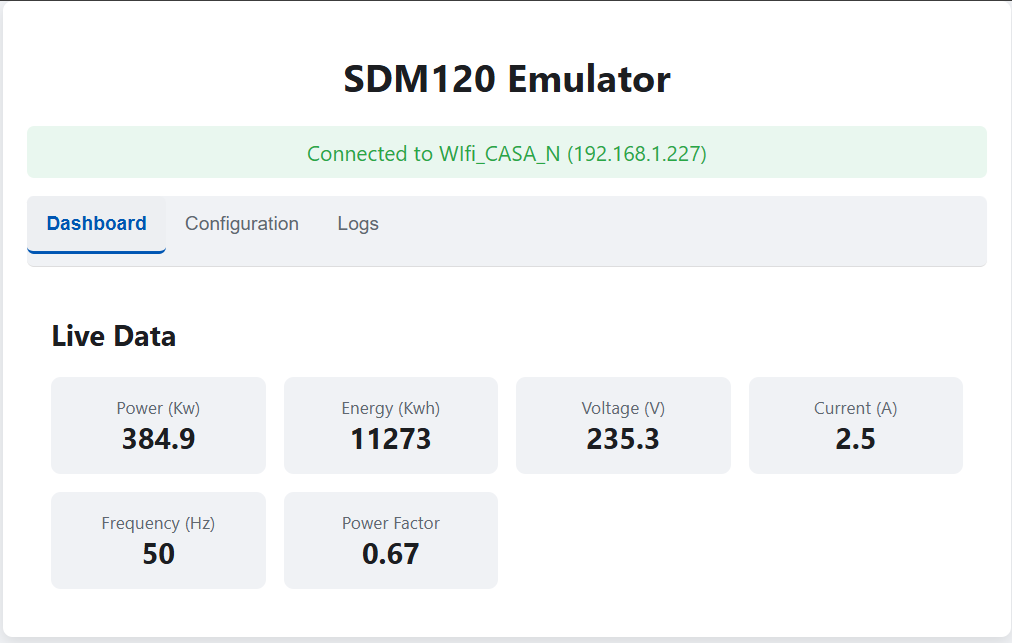 SDM120 Emulator
Connected to WIfi_CASA_N (192.168.1.227)
Dashboard Configuration Logs
Live Data
Power (Kw) Energy (Kwh) Voltage (V) Current (A)
384.9 11273 235.3 2.5
Frequency (Hz) Power Factor
50 0.67